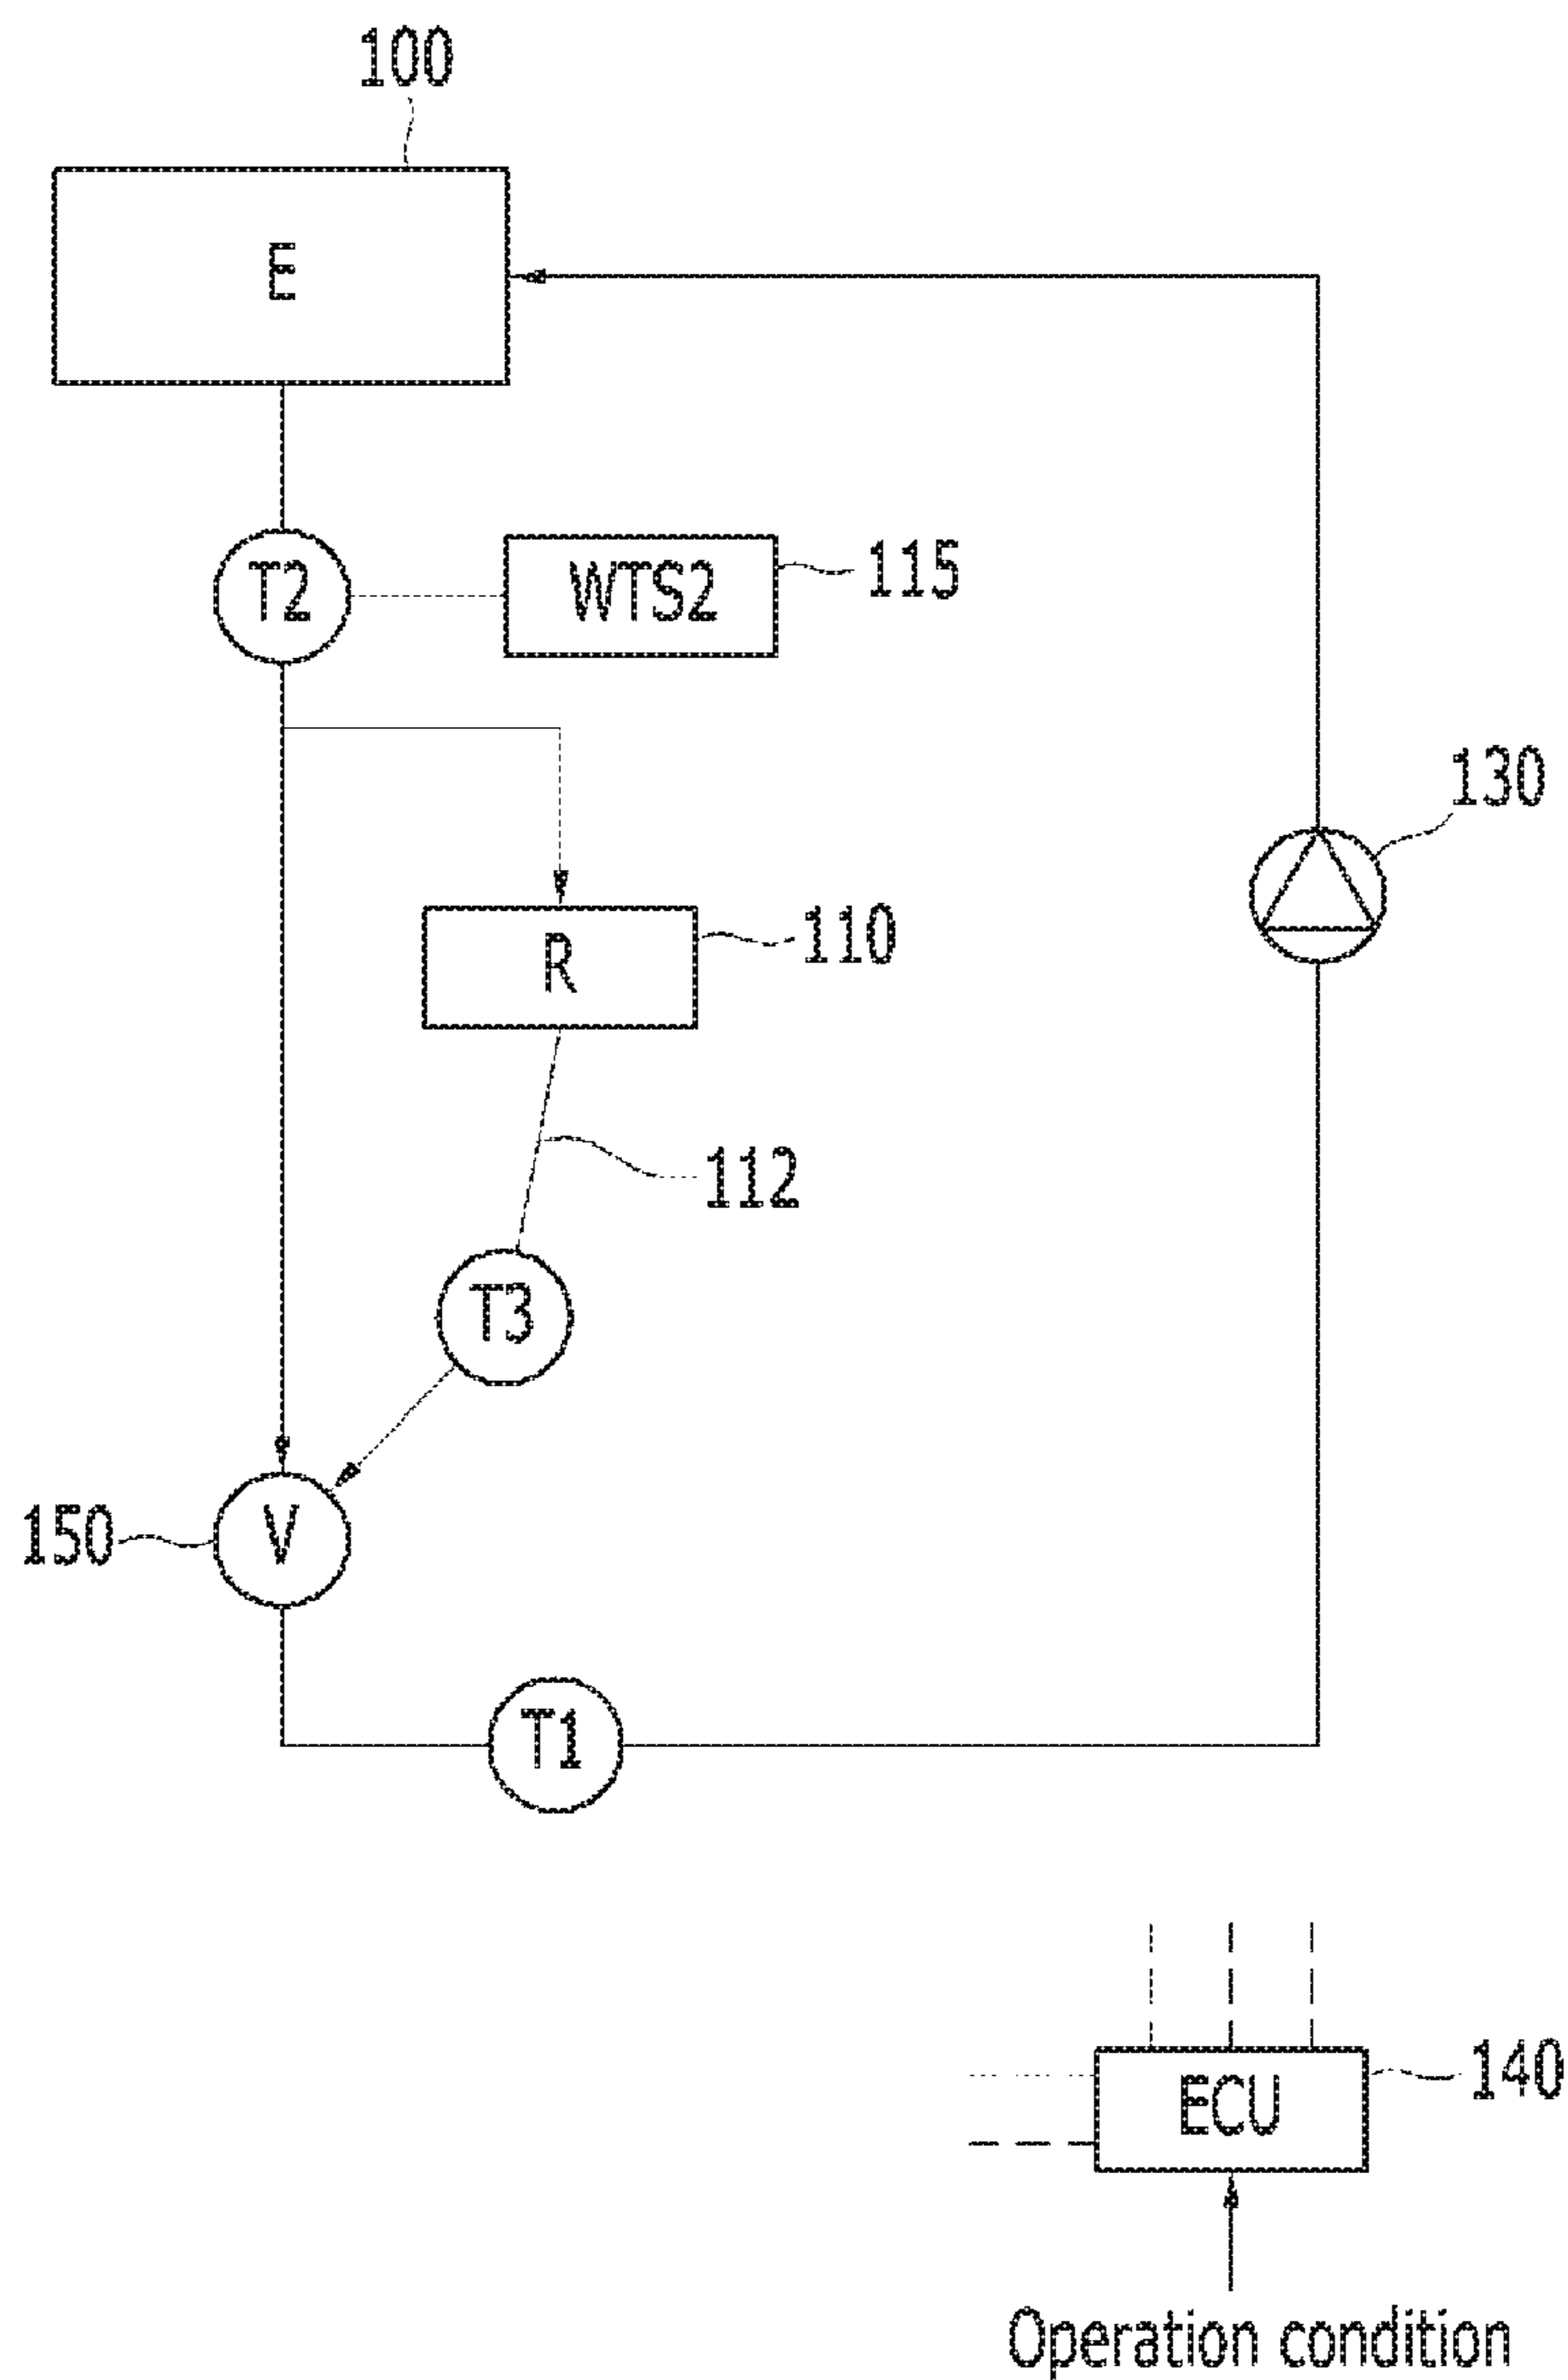 100
E
T2
WTS2
115
130
R
110
112
T3
150
V
T1
ECU
140
Operation condition